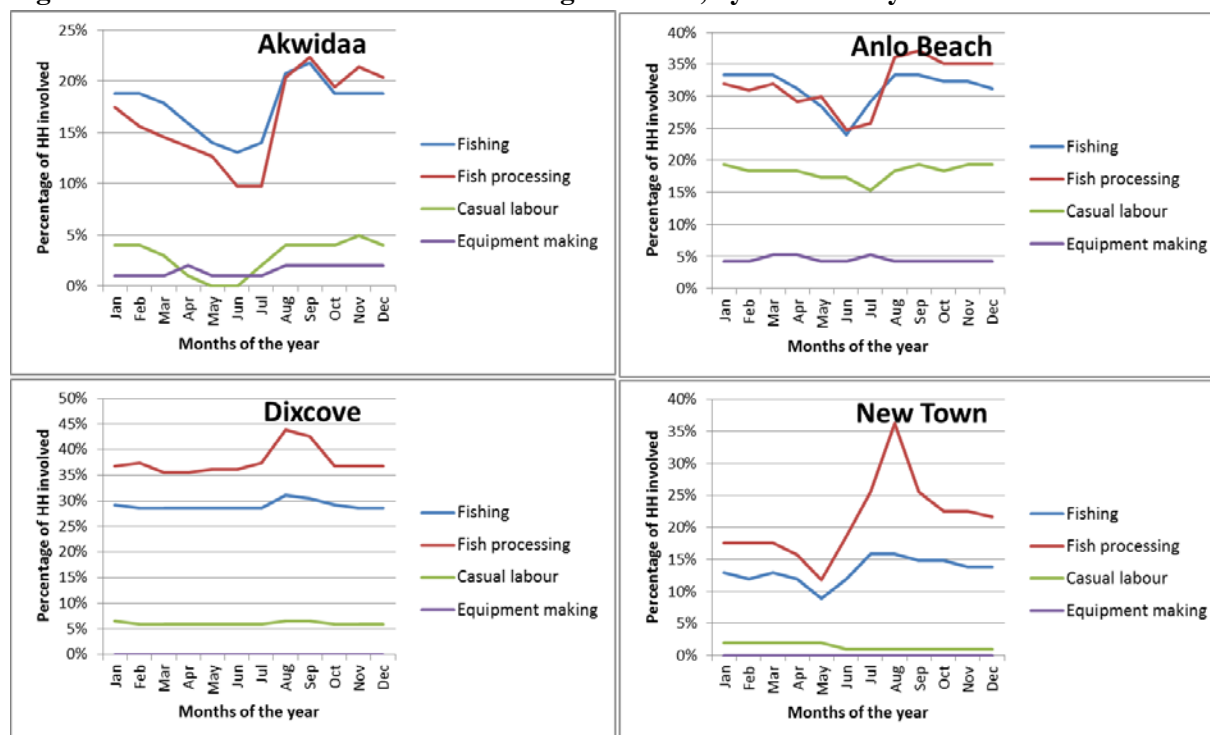 Akwidaa
Percentage of HH involved
25%
20%
15%
10%
5%
0%
Jan Feb Mar Apr May Jun Jul Aug Sep Oct Nov Dec
Months of the year
Fishing
Fish processing
Casual labour
Equipment making
Anlo Beach
Percentage of HH involved
40%
35%
30%
25%
20%
15%
10%
5%
0%
Jan Feb Mar Apr May Jun Jul Aug Sep Oct Nov Dec
Months of the year
Fishing
Fish processing
Casual labour
Equipment making
Dixcove
Percentage of HH involved
50%
45%
40%
35%
30%
25%
20%
15%
10%
5%
0%
Jan Feb Mar Apr May Jun Jul Aug Sep Oct Nov Dec
Months of the year
Fishing
Fish processing
Casual labour
Equipment making
New Town
Percentage of HH involved
40%
35%
30%
25%
20%
15%
10%
5%
0%
Jan Feb Mar Apr May Jun Jul Aug Sep Oct Nov Dec
Months of the year
Fishing
Fish processing
Casual labour
Equipment making